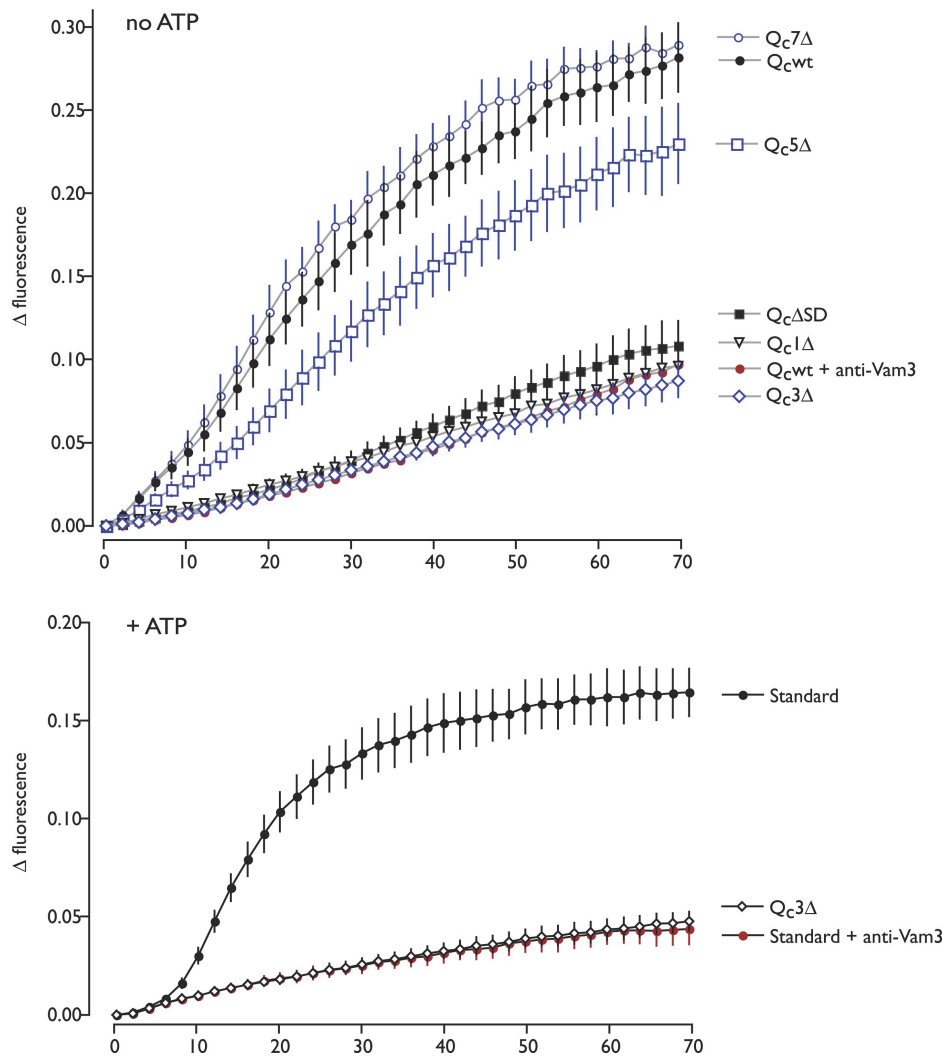 no ATP
0.30
0.25
0.20
0.15
0.10
0.05
0.00
Δ fluorescence
0 10 20 30 40 50 60 70
Qc7Δ
Qcwt
Qc5Δ
QcΔSD
Qc1Δ
Qcwt + anti-Vam3
Qc3Δ
+ ATP
0.20
0.15
0.10
0.05
0.00
Δ fluorescence
0 10 20 30 40 50 60 70
Standard
Qc3Δ
Standard + anti-Vam3